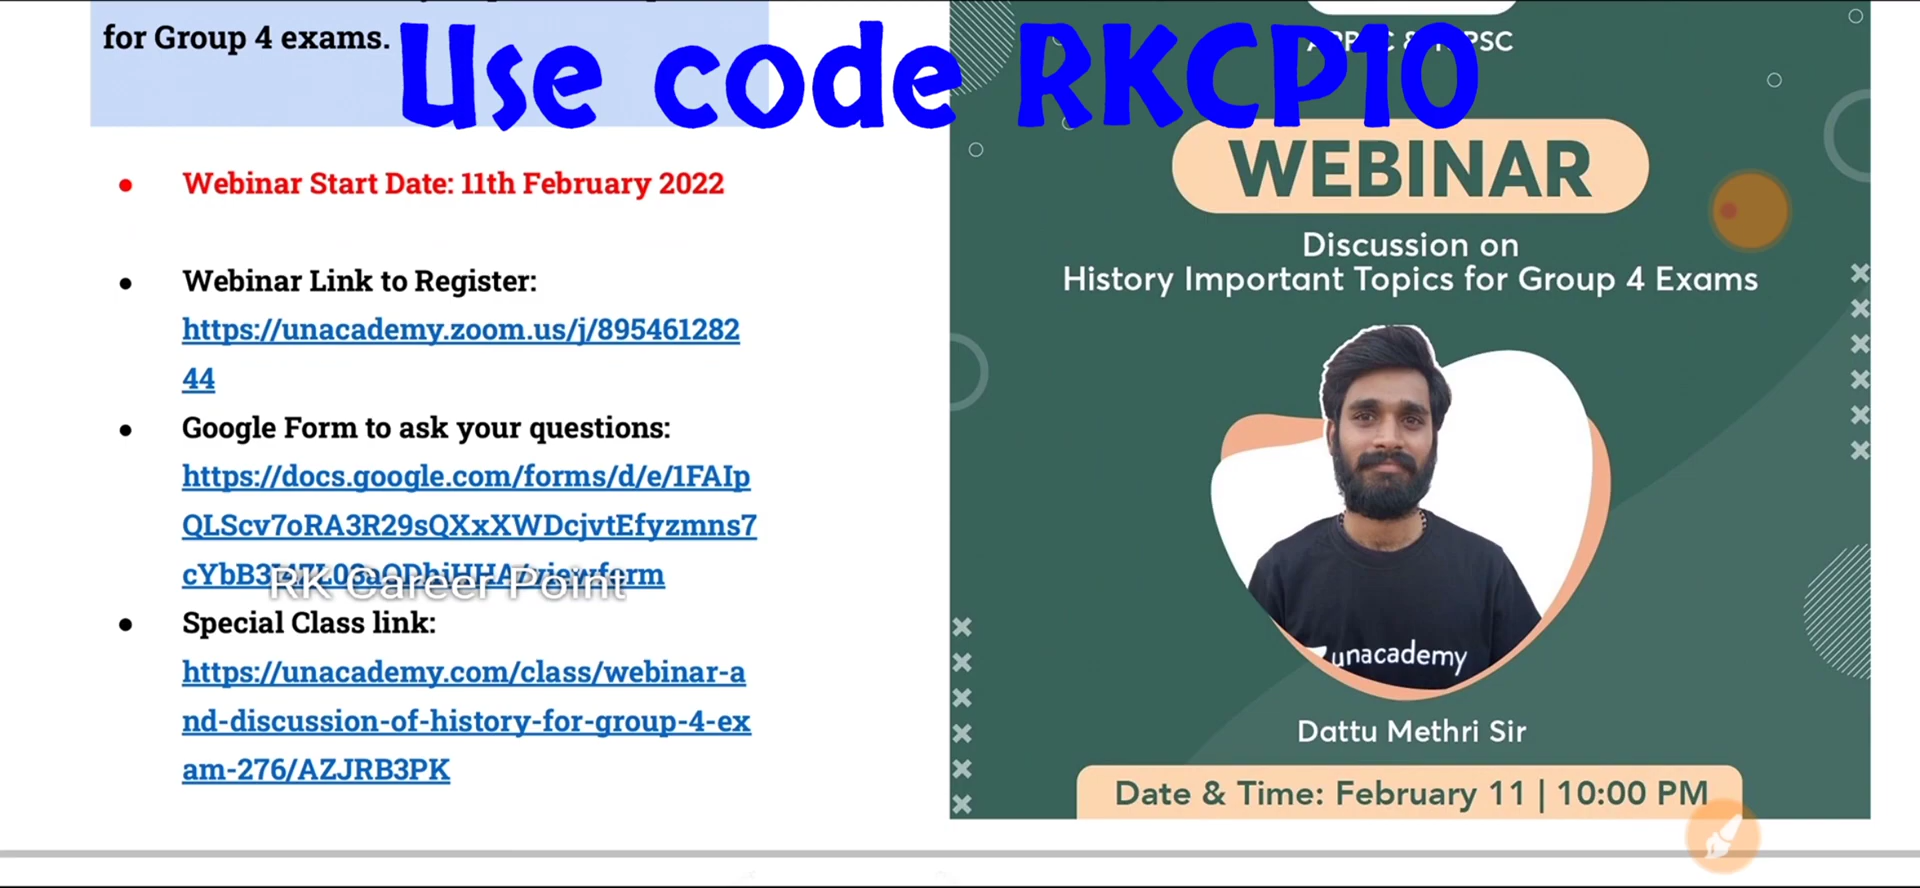 for Group 4 exams.
Use code RKCP10
Webinar Start Date: 11th February 2022
Webinar Link to Register:
https://unacademy.zoom.us/j/895461282
44
Google Form to ask your questions:
https://docs.google.com/forms/d/e/1FAIp
QLScv7oRA3R29sQXxXWDcjvtEfyzmns7
RK Career Point
Special Class link:
https://unacademy.com/class/webinar-a
nd-discussion-of-history-for-group-4-ex
am-276/AZJRB3PK
WEBINAR
Discussion on
History Important Topics for Group 4 Exams
unacademy
Dattu Methri Sir
Date & Time: February 11 | 10:00 PM